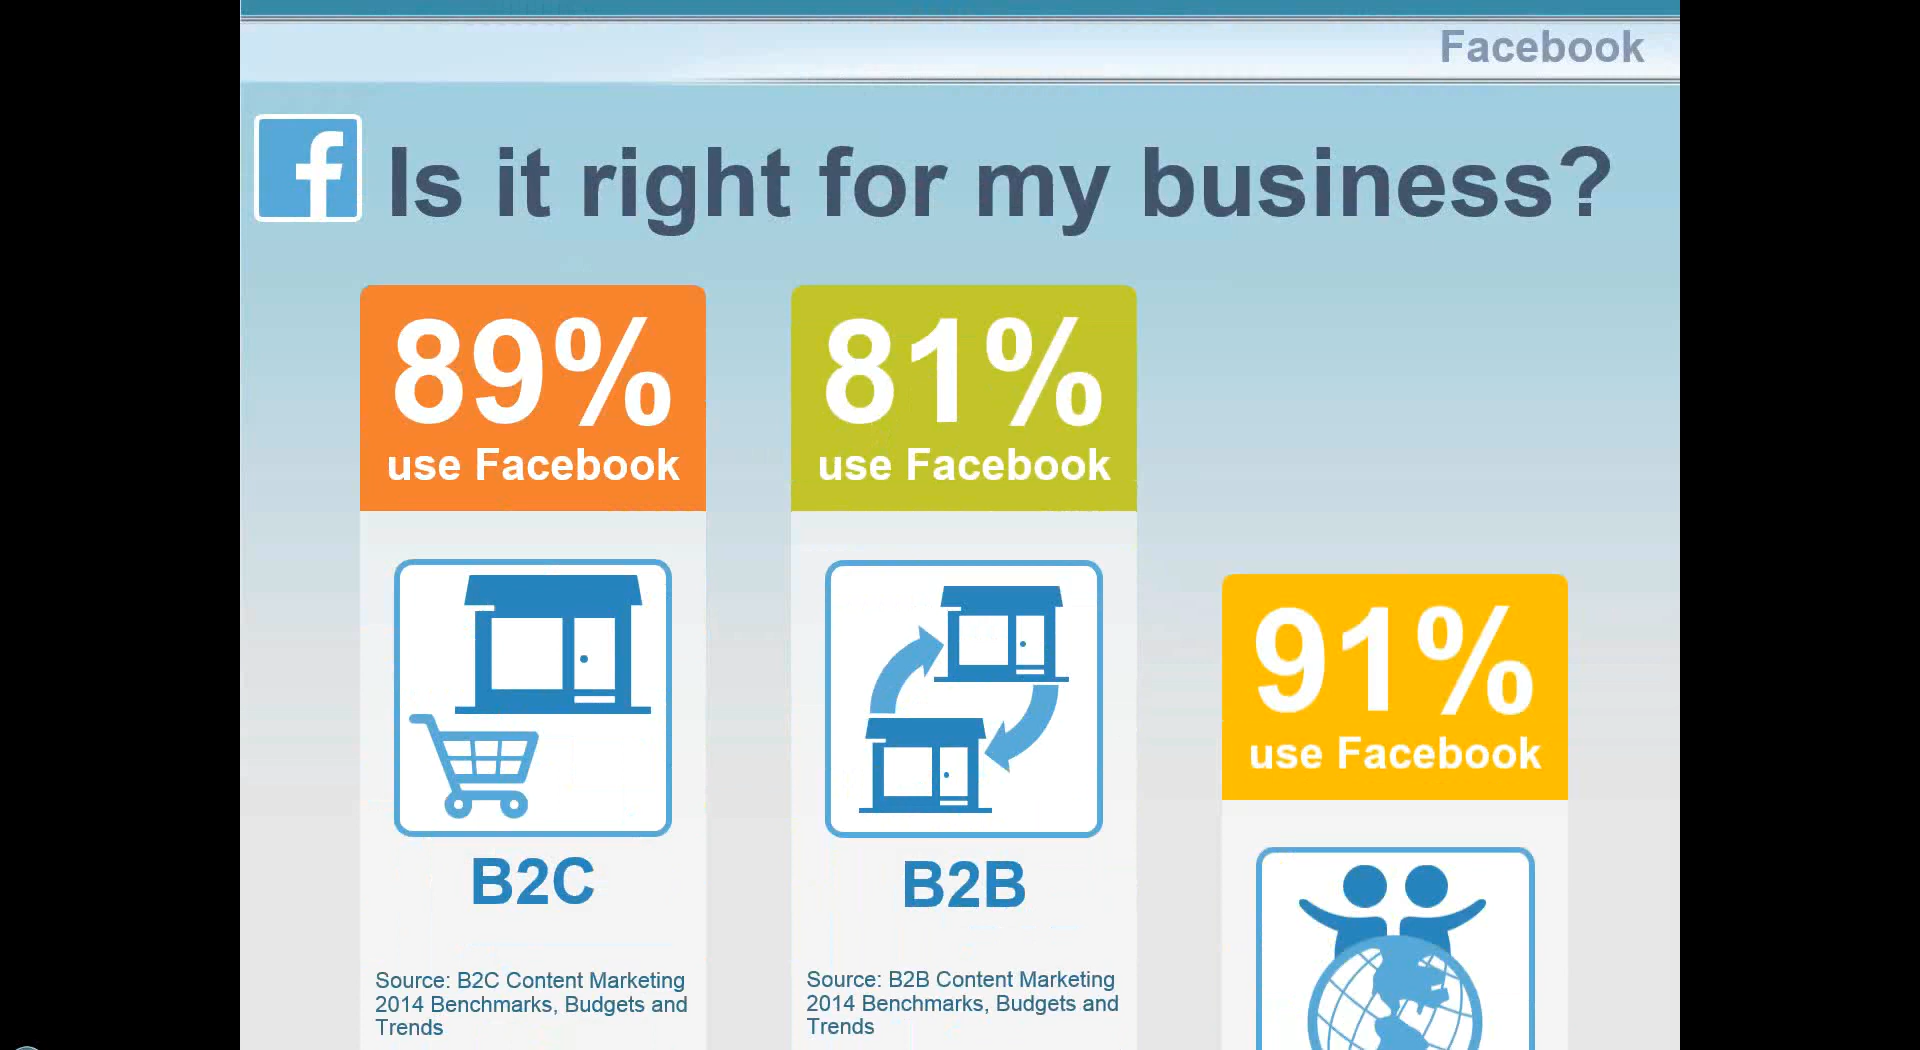 Facebook
f Is it right for my business?
89%
use Facebook
B2C
Source: B2C Content Marketing
2014 Benchmarks, Budgets and
Trends
81%
use Facebook
B2B
Source: B2B Content Marketing
2014 Benchmarks, Budgets and
Trends
91%
use Facebook